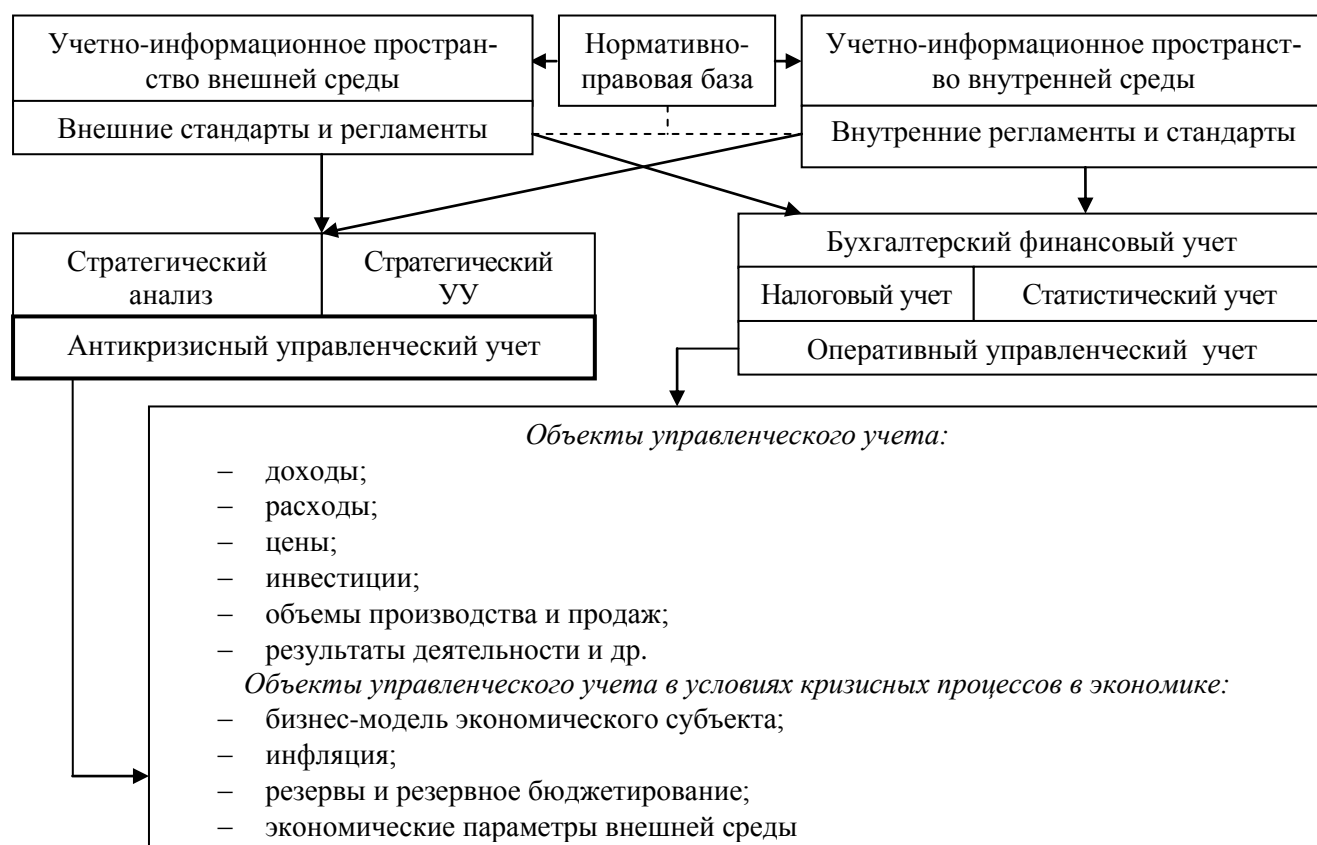 Учетно-информационное простран-
ство внешней среды
Нормативно-
правовая база
Учетно-информационное пространст-
во внутренней среды
Внешние стандарты и регламенты
Внутренние регламенты и стандарты
Стратегический
анализ
Стратегический
УУ
Бухгалтерский финансовый учет
Налоговый учет
Статистический учет
Антикризисный управленческий учет
Оперативный управленческий учет
Объекты управленческого учета:
– доходы;
– расходы;
– цены;
– инвестиции;
– объемы производства и продаж;
– результаты деятельности и др.
Объекты управленческого учета в условиях кризисных процессов в экономике:
– бизнес-модель экономического субъекта;
– инфляция;
– резервы и резервное бюджетирование;
– экономические параметры внешней среды